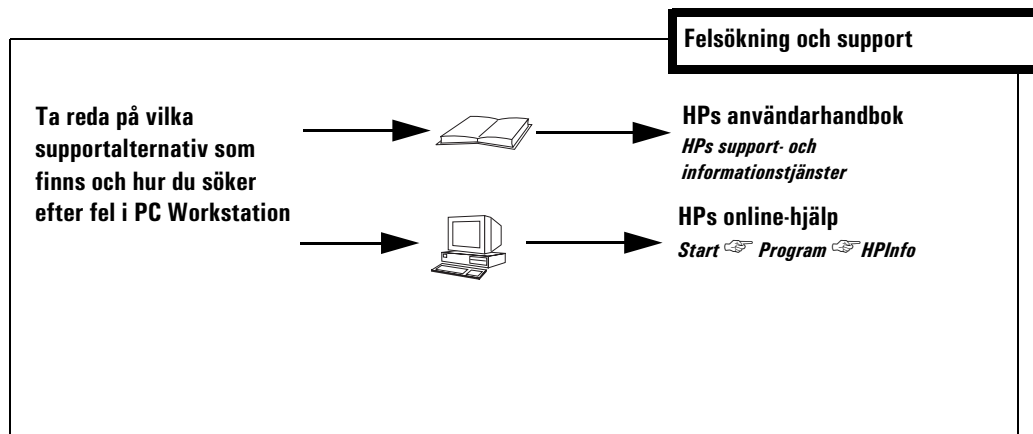 Felsökning och support
Ta reda på vilka
supportalternativ som
finns och hur du söker
efter fel i PC Workstation
HPs användarhandbok
HPs support- och
informationstjänster
HPs online-hjälp
Start ☞ Program ☞ HPInfo